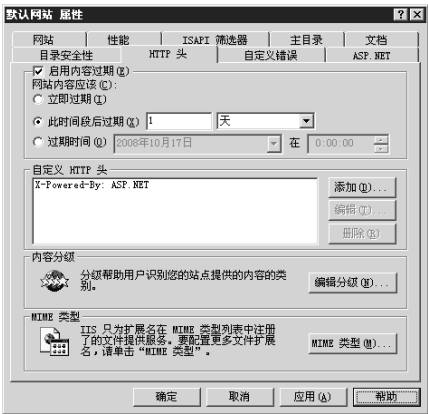 默认网站 属性
网站 性能 ISAPI 筛选器 主目录 文档
目录安全性 HTTP 头 自定义错误 ASP.NET
启用内容过期(E)
网站内容应该(C):
立即过期(I)
此时间段后过期(X) 1 天
过期时间(O) 2008年10月17日 在 0:00:00
自定义 HTTP 头
X-Powered-By: ASP.NET
添加(D)...
编辑(T)...
删除(R)
内容分级
分级帮助用户识别您的站点提供的内容的类
别。
编辑分级(N)...
MIME 类型
IIS 只为扩展名在 MIME 类型列表中注册
了的文件提供服务。要配置更多文件扩展
名，请单击“MIME 类型”。
MIME 类型(M)...
确定 取消 应用(A) 帮助